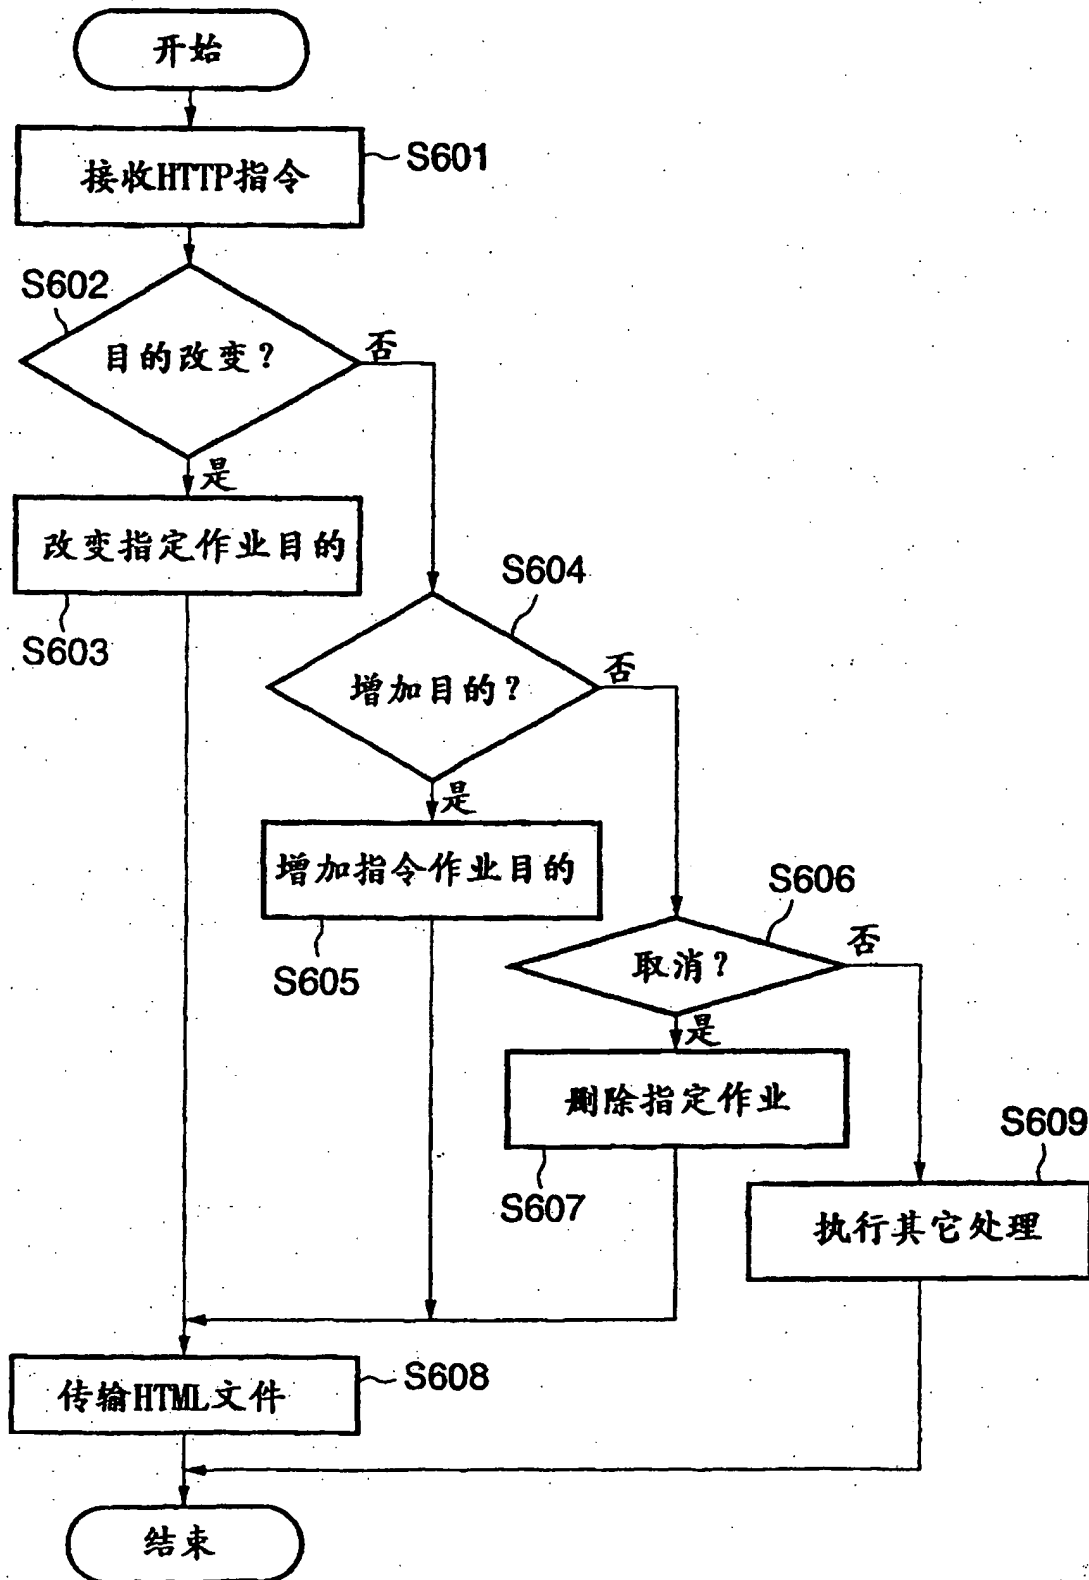 开始
接收HTTP指令
S601
S602
目的改变?
否
是
改变指定作业目的
S603
S604
增加目的?
否
是
增加指令作业目的
S605
S606
取消?
否
是
删除指定作业
S607
S609
执行其它处理
传输HTML文件
S608
结束